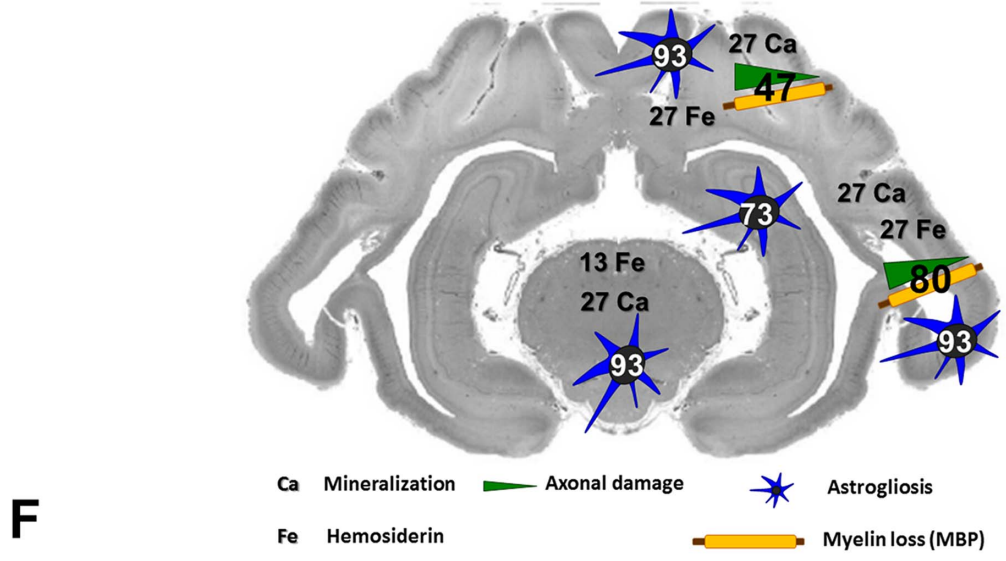 93
27 Ca
47
27 Fe
73
27 Ca
27 Fe
13 Fe
27 Ca
80
93
93
Ca Mineralization Axonal damage Astrogliosis
F
Fe Hemosiderin Myelin loss (MBP)